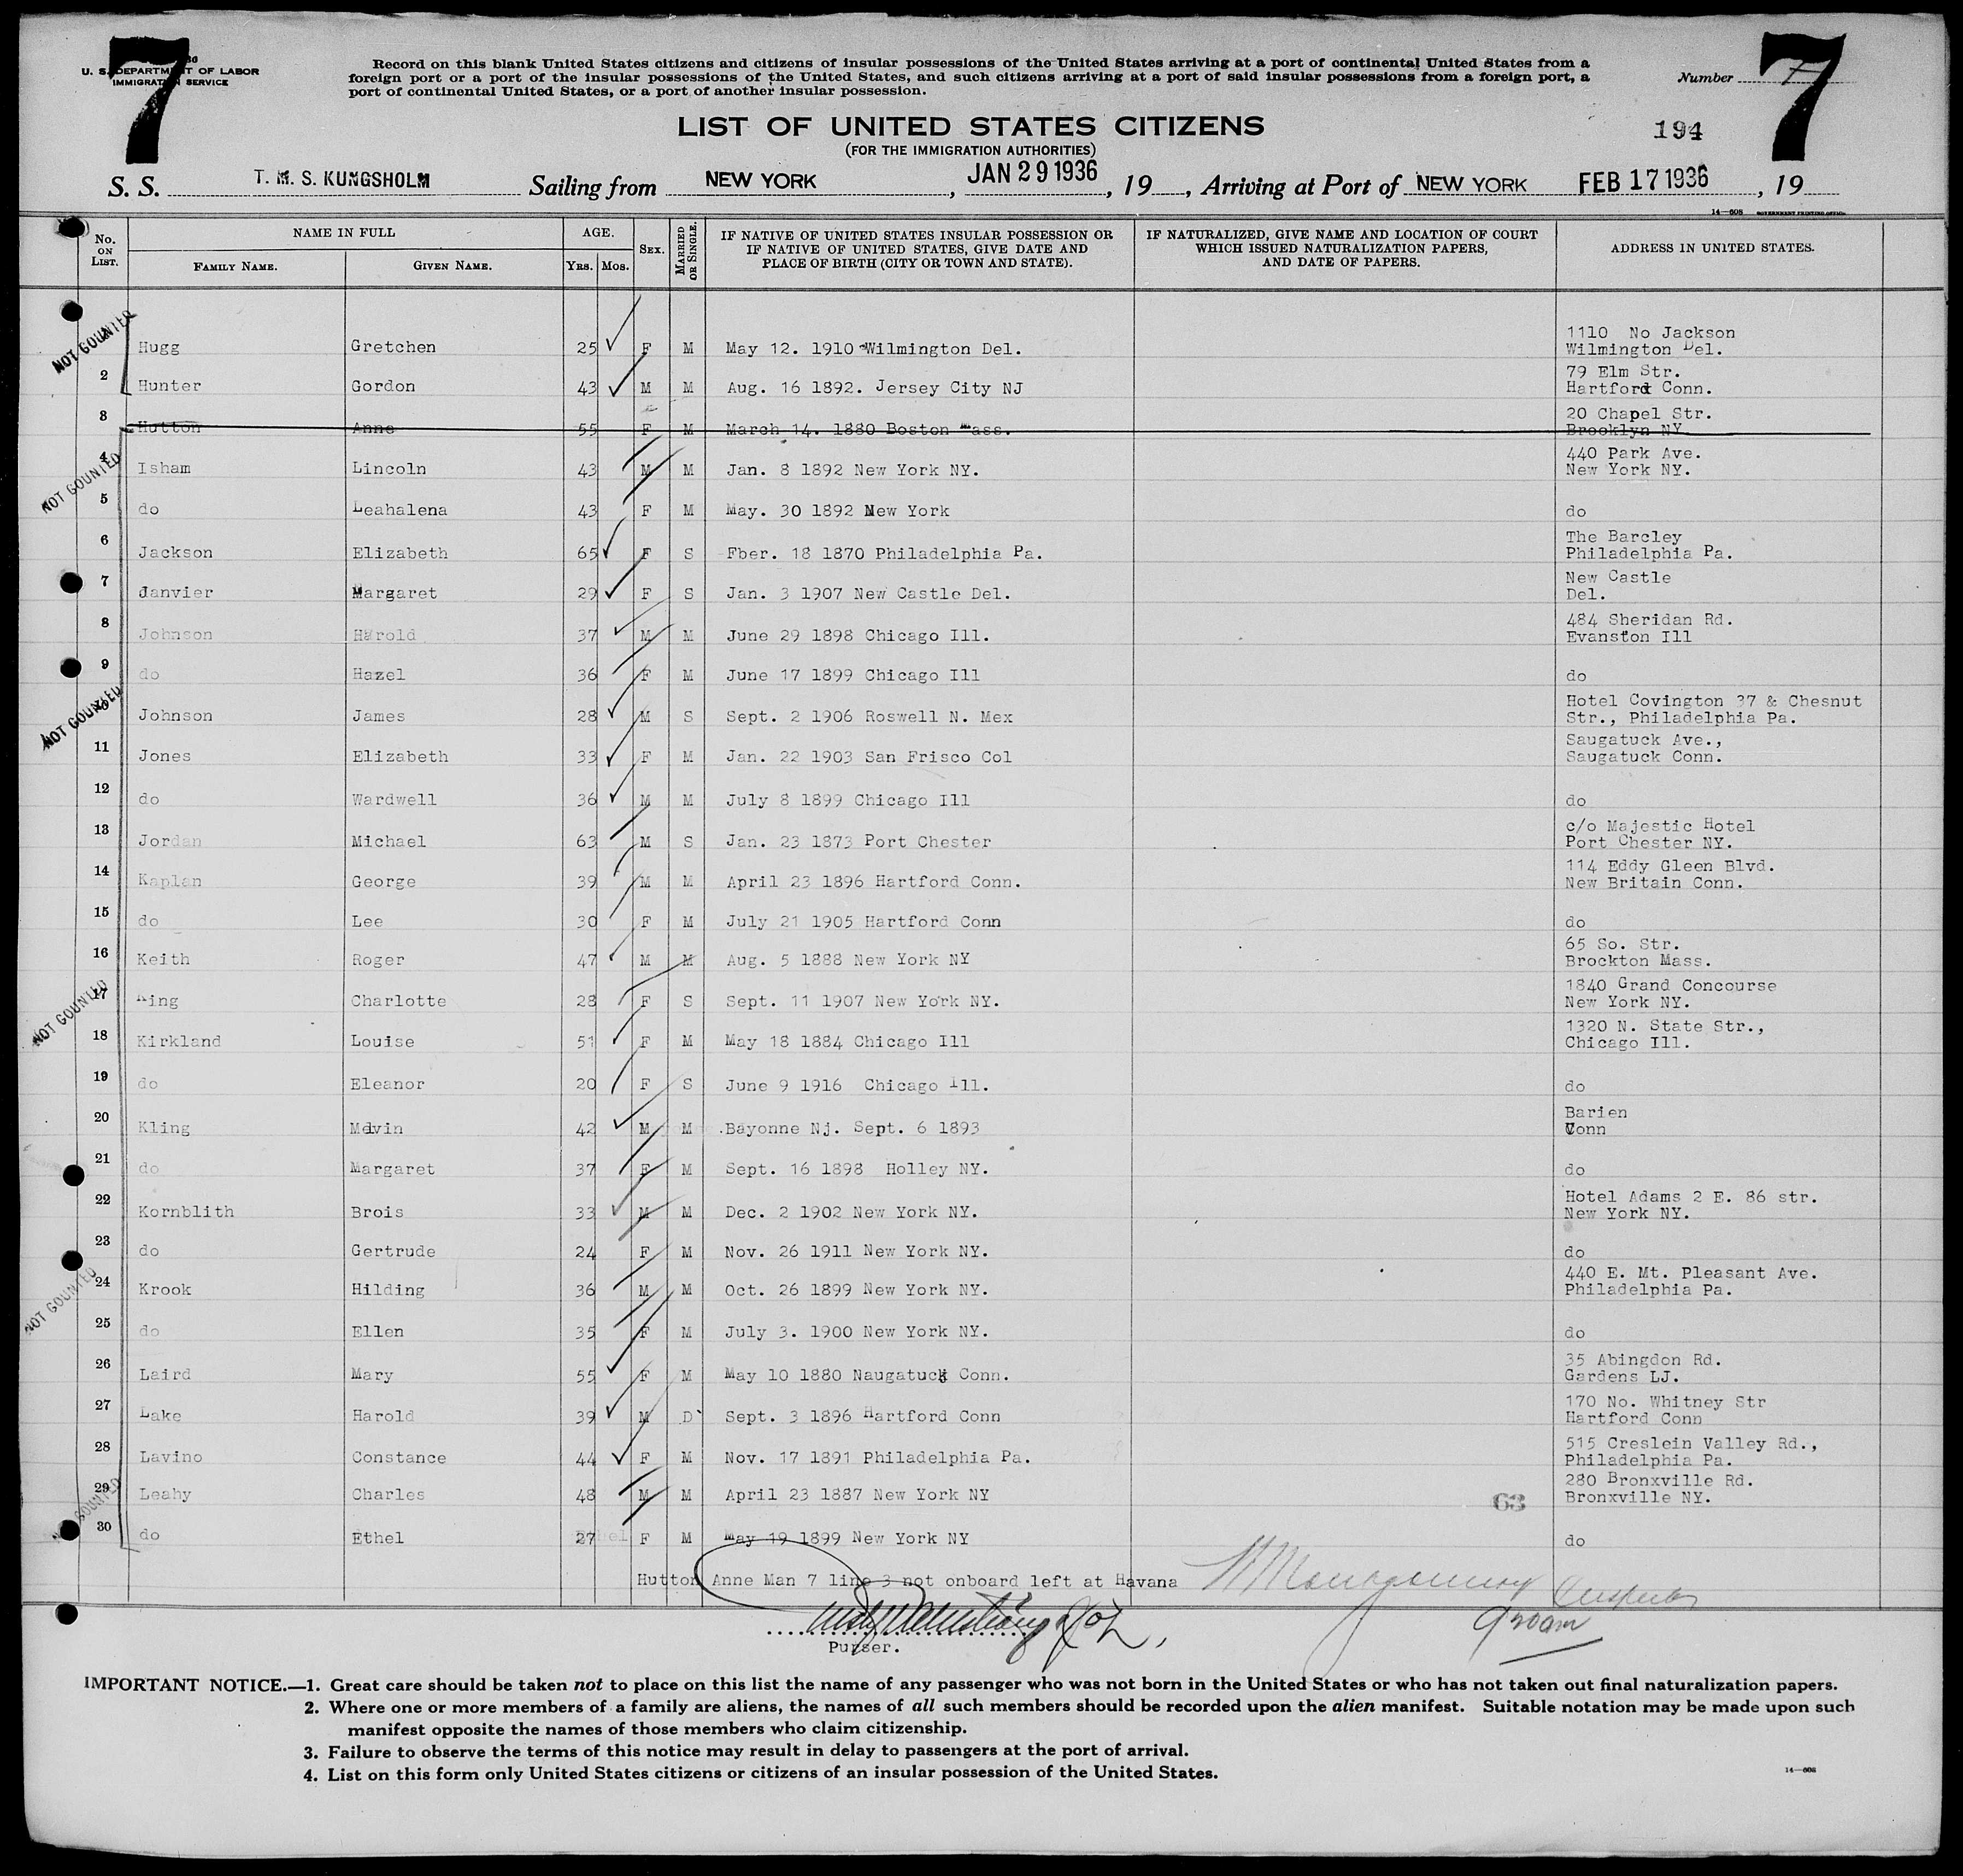 7
U. S. DEPARTMENT OF LABOR
IMMIGRATION SERVICE
Record on this blank United States citizens and citizens of insular possessions of the United States arriving at a port of continental United States from a
foreign port or a port of the insular possessions of the United States, and such citizens arriving at a port of said insular possessions from a foreign port, a
port of continental United States, or a port of another insular possession.
Number 7
7
LIST OF UNITED STATES CITIZENS
(FOR THE IMMIGRATION AUTHORITIES)
194
S. S. T. M. S. KUNGSHOLM Sailing from NEW YORK, JAN 29 1936, 19, Arriving at Port of NEW YORK FEB 17 1936, 19
14—608 GOVERNMENT PRINTING OFFICE
No. ON LIST. NAME IN FULL AGE. SEX. MARRIED OR SINGLE. IF NATIVE OF UNITED STATES INSULAR POSSESSION OR IF NATIVE OF UNITED STATES, GIVE DATE AND PLACE OF BIRTH (CITY OR TOWN AND STATE). IF NATURALIZED, GIVE NAME AND LOCATION OF COURT WHICH ISSUED NATURALIZATION PAPERS, AND DATE OF PAPERS. ADDRESS IN UNITED STATES.
FAMILY NAME. GIVEN NAME. YRS. MOS.
NOT COUNTED
Hugg Gretchen 25 F M May 12. 1910 Wilmington Del. 1110 No Jackson Wilmington Del.
2 Hunter Gordon 43 M M Aug. 16 1892. Jersey City NJ 79 Elm Str. Hartford Conn.
3 Hutton Anne 55 F M March 14. 1880 Boston Mass. 20 Chapel Str. Brooklyn NY
NOT COUNTED
4 Isham Lincoln 43 M M Jan. 8 1892 New York NY. 440 Park Ave. New York NY.
5 do Leahalena 43 F M May. 30 1892 New York do
6 Jackson Elizabeth 65 F S Fber. 18 1870 Philadelphia Pa. The Barcley Philadelphia Pa.
7 Janvier Margaret 29 F S Jan. 3 1907 New Castle Del. New Castle Del.
8 Johnson Harold 37 M M June 29 1898 Chicago Ill. 484 Sheridan Rd. Evanston Ill
9 do Hazel 36 F M June 17 1899 Chicago Ill do
NOT COUNTED
10 Johnson James 28 M S Sept. 2 1906 Roswell N. Mex Hotel Covington 37 & Chesnut Str., Philadelphia Pa.
11 Jones Elizabeth 33 F M Jan. 22 1903 San Frisco Col Saugatuck Ave., Saugatuck Conn.
12 do Wardwell 36 M M July 8 1899 Chicago Ill do
13 Jordan Michael 63 M S Jan. 23 1873 Port Chester c/o Majestic Hotel Port Chester NY.
14 Kaplan George 39 M M April 23 1896 Hartford Conn. 114 Eddy Gleen Blvd. New Britain Conn.
15 do Lee 30 F M July 21 1905 Hartford Conn do
16 Keith Roger 47 M M Aug. 5 1888 New York NY 65 So. Str. Brockton Mass.
NOT COUNTED
17 King Charlotte 28 F S Sept. 11 1907 New York NY. 1840 Grand Concourse New York NY.
18 Kirkland Louise 51 F M May 18 1884 Chicago Ill 1320 N. State Str., Chicago Ill.
19 do Eleanor 20 F S June 9 1916 Chicago Ill. do
20 Kling Melvin 42 M M Bayonne Nj. Sept. 6 1893 Barien Conn
21 do Margaret 37 F M Sept. 16 1898 Holley NY. do
22 Kornblith Brois 33 M M Dec. 2 1902 New York NY. Hotel Adams 2 E. 86 str. New York NY.
23 do Gertrude 24 F M Nov. 26 1911 New York NY. do
NOT COUNTED
24 Krook Hilding 36 M M Oct. 26 1899 New York NY. 440 E. Mt. Pleasant Ave. Philadelphia Pa.
25 do Ellen 35 F M July 3. 1900 New York NY. do
26 Laird Mary 55 F M May 10 1880 Naugatuck Conn. 35 Abingdon Rd. Gardens LJ.
27 Lake Harold 39 M D Sept. 3 1896 Hartford Conn 170 No. Whitney Str Hartford Conn
28 Lavino Constance 44 F M Nov. 17 1891 Philadelphia Pa. 515 Creslein Valley Rd., Philadelphia Pa.
NOT COUNTED
29 Leahy Charles 48 M M April 23 1887 New York NY 280 Bronxville Rd. Bronxville NY.
63
30 do Ethel 27 F M May 19 1899 New York NY do
Hutton Anne Man 7 line 3 not onboard left at Havana
Purser.
IMPORTANT NOTICE.—1. Great care should be taken not to place on this list the name of any passenger who was not born in the United States or who has not taken out final naturalization papers.
2. Where one or more members of a family are aliens, the names of all such members should be recorded upon the alien manifest. Suitable notation may be made upon such
manifest opposite the names of those members who claim citizenship.
3. Failure to observe the terms of this notice may result in delay to passengers at the port of arrival.
4. List on this form only United States citizens or citizens of an insular possession of the United States.
14—608